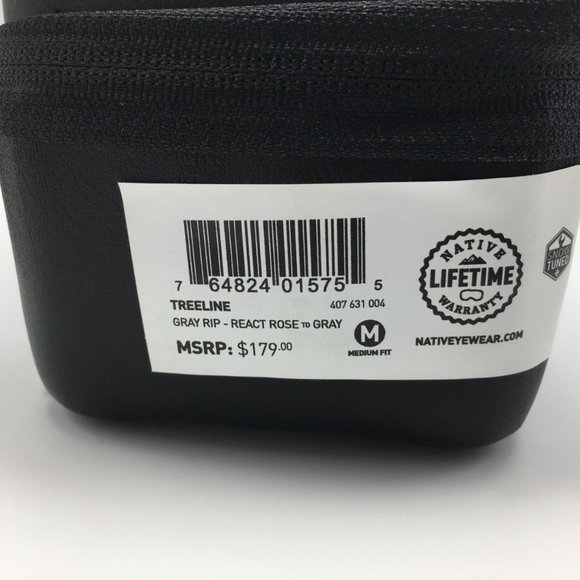 7 64824 01575 5
TREELINE 407 631 004
GRAY RIP - REACT ROSE TO GRAY
MSRP: $179.00
M
MEDIUM FIT
NATIVE
LIFETIME
WARRANTY
NATIVEYEWEAR.COM
SNOW
TUNED